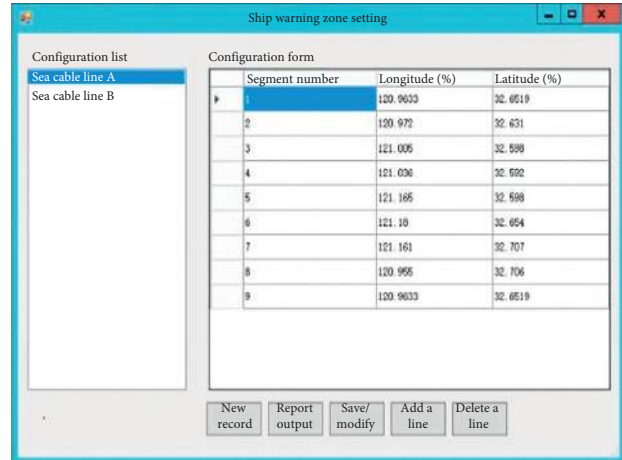 Ship warning zone setting
Configuration list
Configuration form
Sea cable line A
Sea cable line B
Segment number Longitude (%) Latitude (%)
1 120.9633 32.6519
2 120.972 32.631
3 121.005 32.598
4 121.036 32.592
5 121.165 32.598
6 121.18 32.654
7 121.161 32.707
8 120.955 32.706
9 120.9633 32.6519
New record
Report output
Save/ modify
Add a line
Delete a line